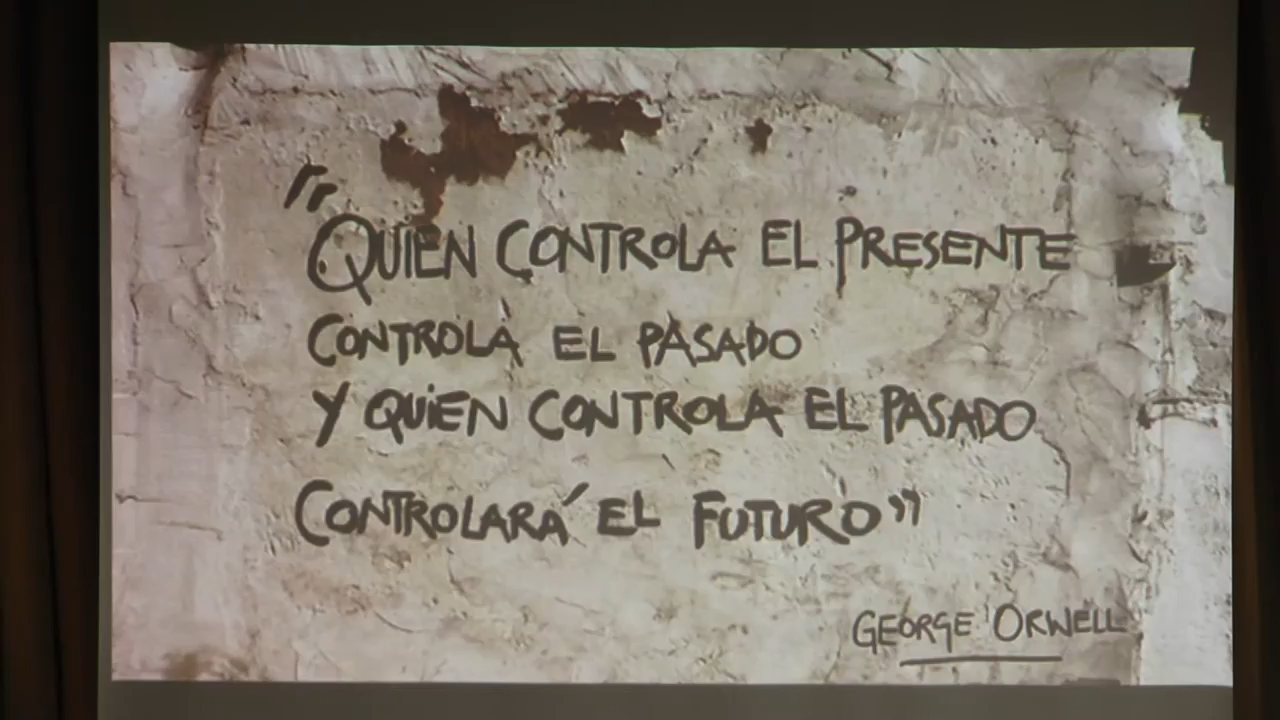 "QUIEN CONTROLA EL PRESENTE
CONTROLA EL PASADO
Y QUIEN CONTROLA EL PASADO
CONTROLARÁ EL FUTURO"
GEORGE ORWELL